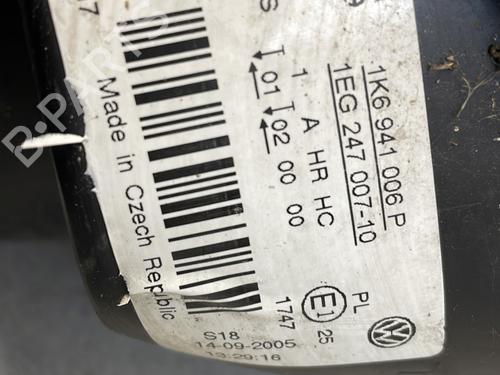 B-PARTS
1K6 941 006 P
1EG 247 007-10
1 A HR HC
01 02 00 00
Made in Czech Republic
PL
E1 25
1747
S18
14-09-2005
13:29:16